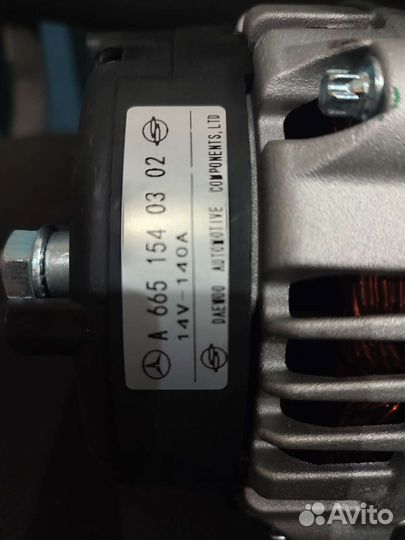 A 665 154 03 02
14V-140A
DAEWOO AUTOMOTIVE COMPONENTS,LTD
Avito